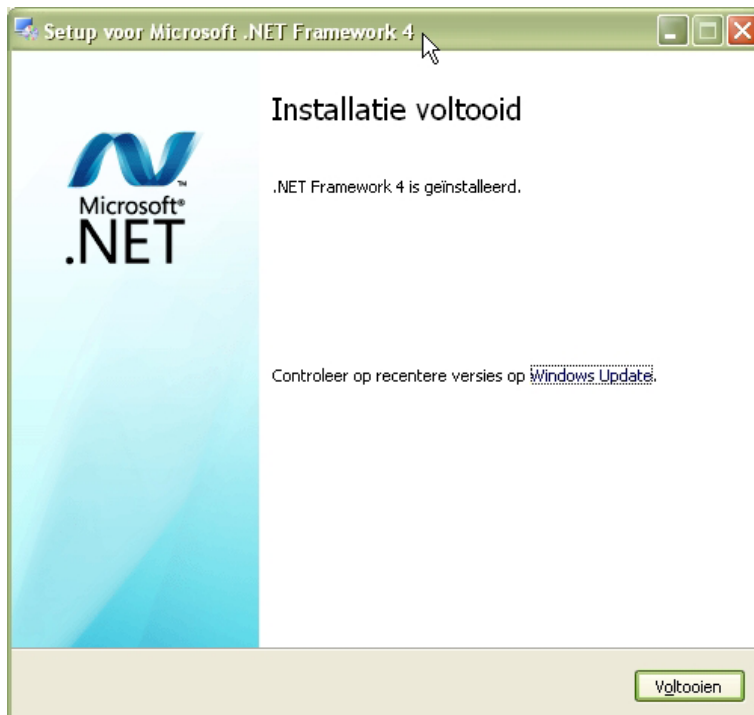 Setup voor Microsoft .NET Framework 4
Installatie voltooid
Microsoft®
.NET™
.NET Framework 4 is geïnstalleerd.
Controleer op recentere versies op Windows Update.
Voltooien